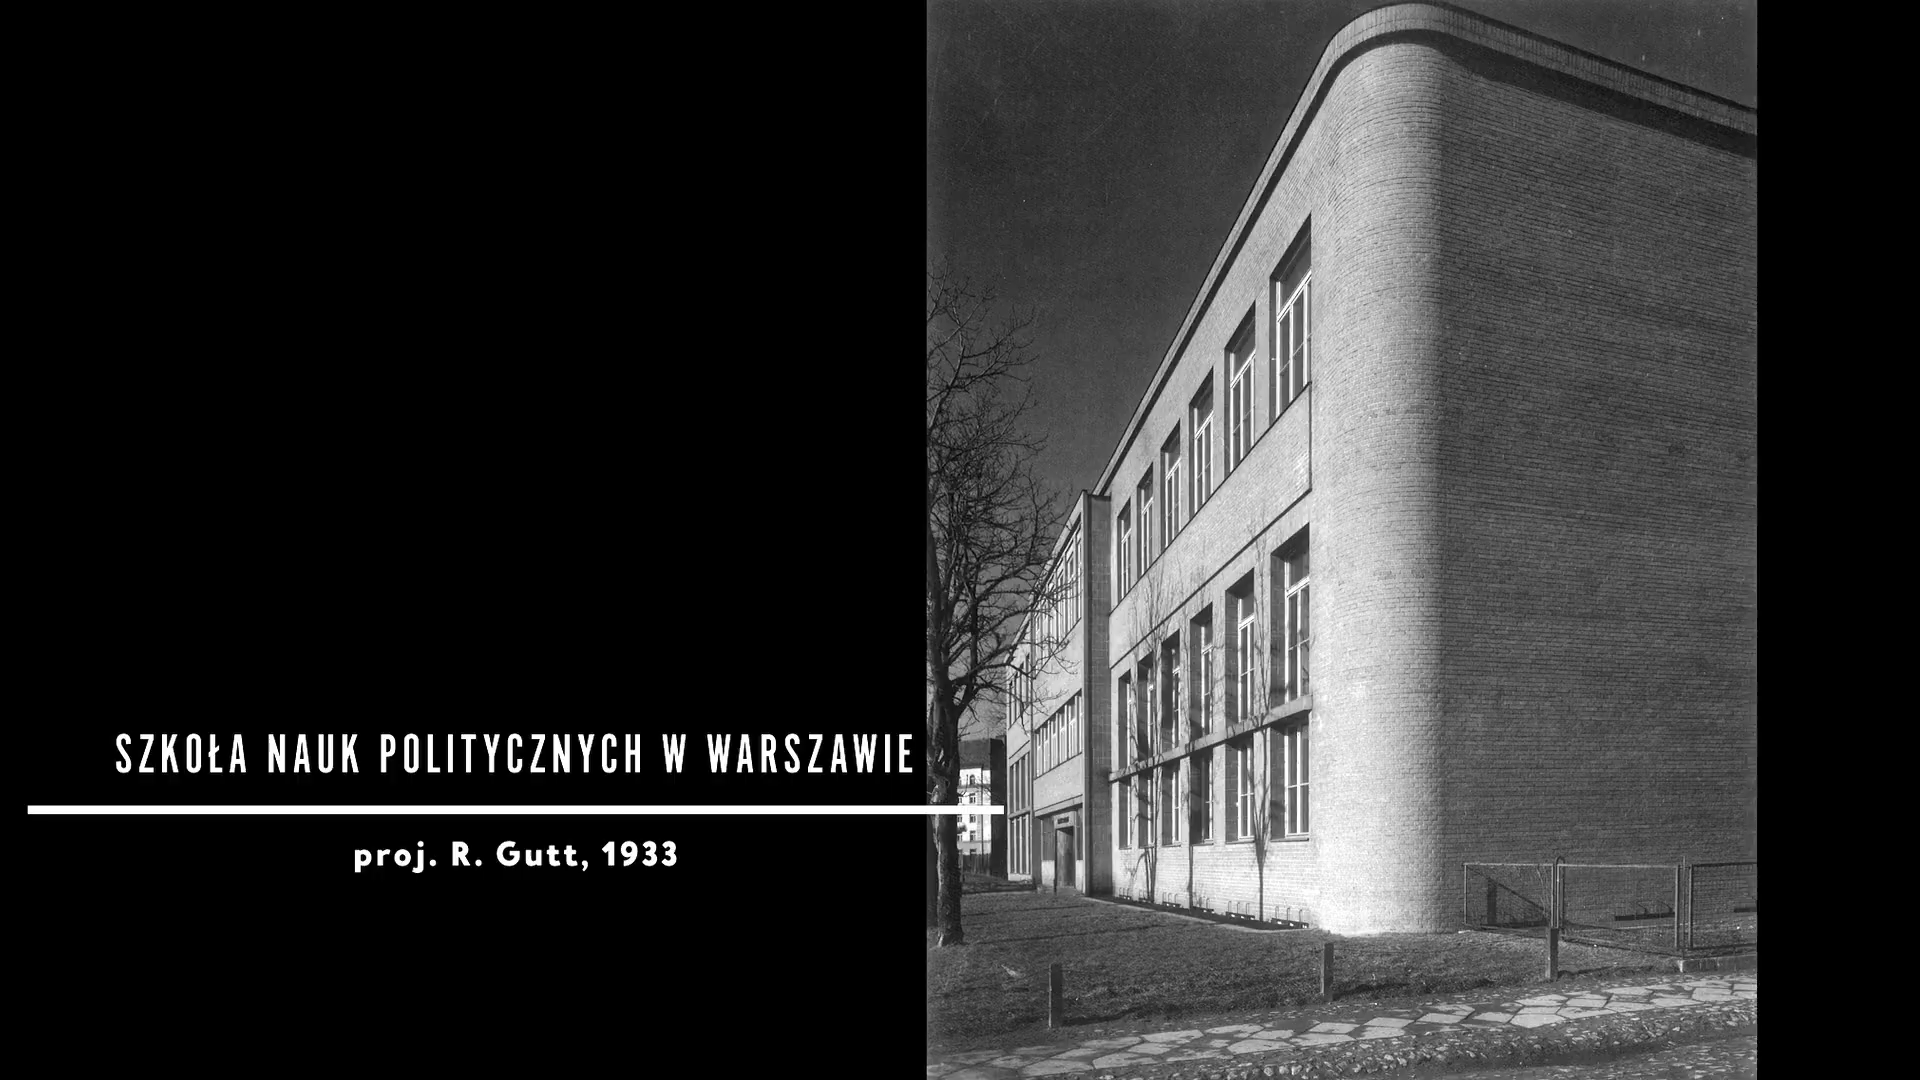 SZKOŁA NAUK POLITYCZNYCH W WARSZAWIE
proj. R. Gutt, 1933